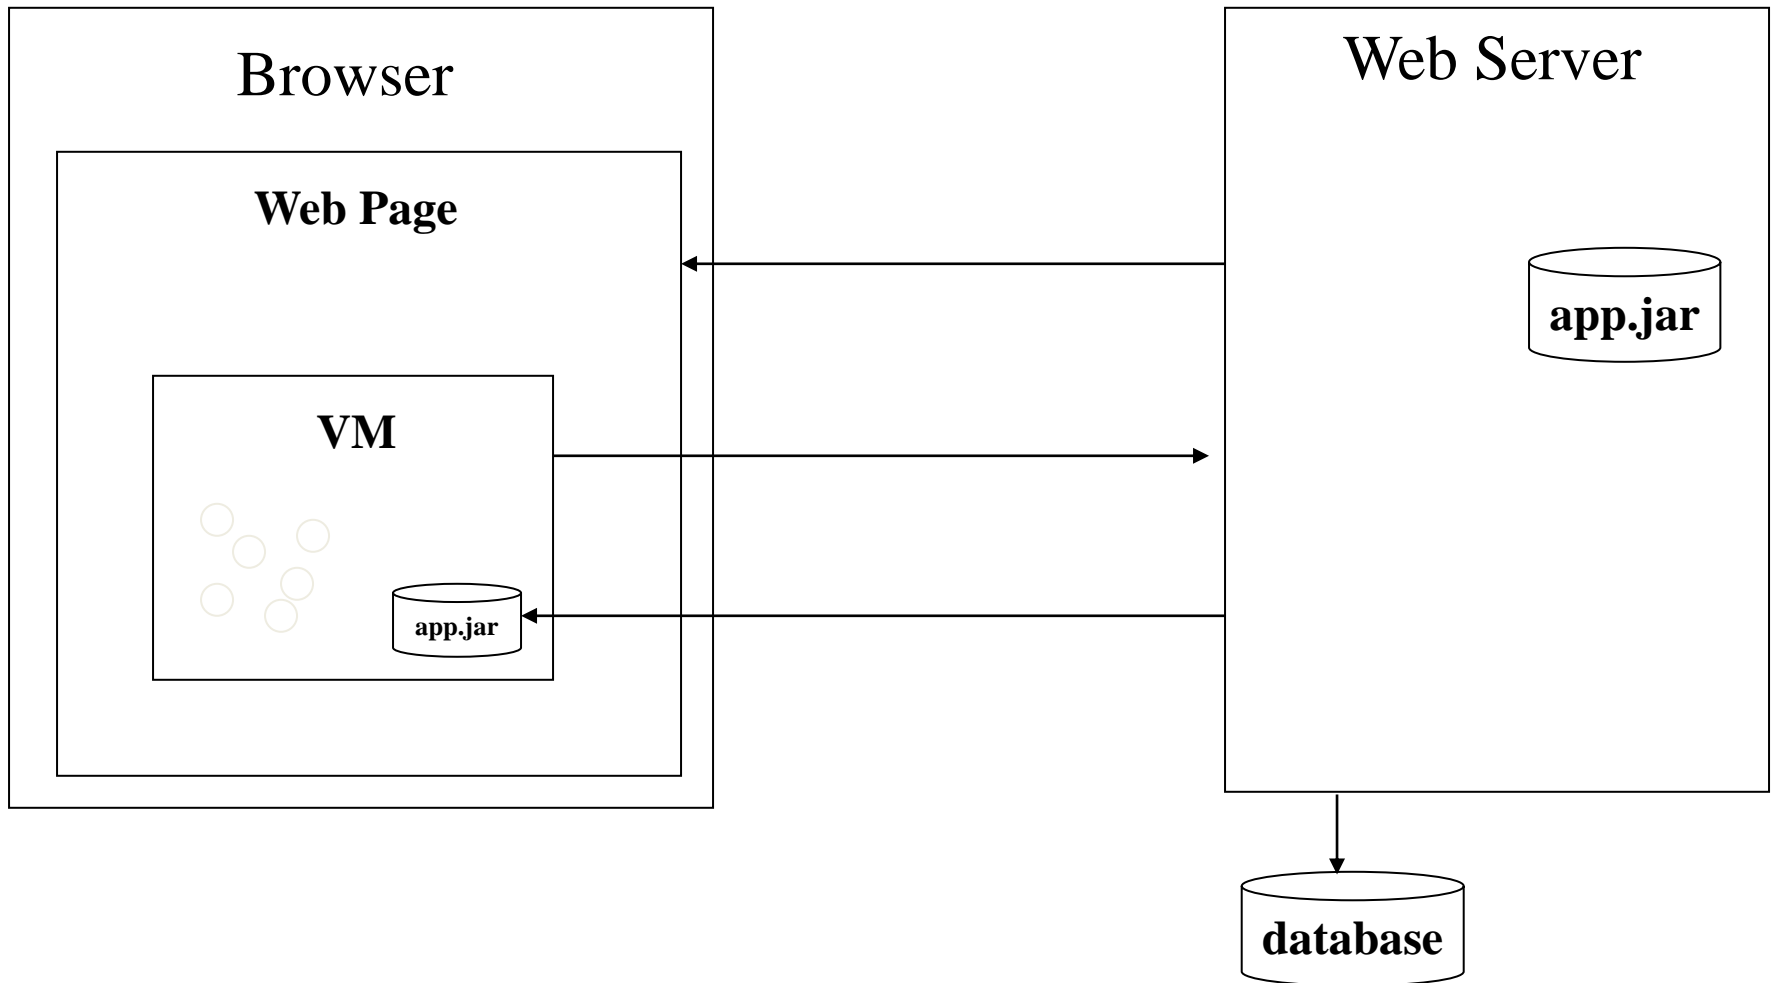 Browser
Web Server
Web Page
app.jar
VM
app.jar
database